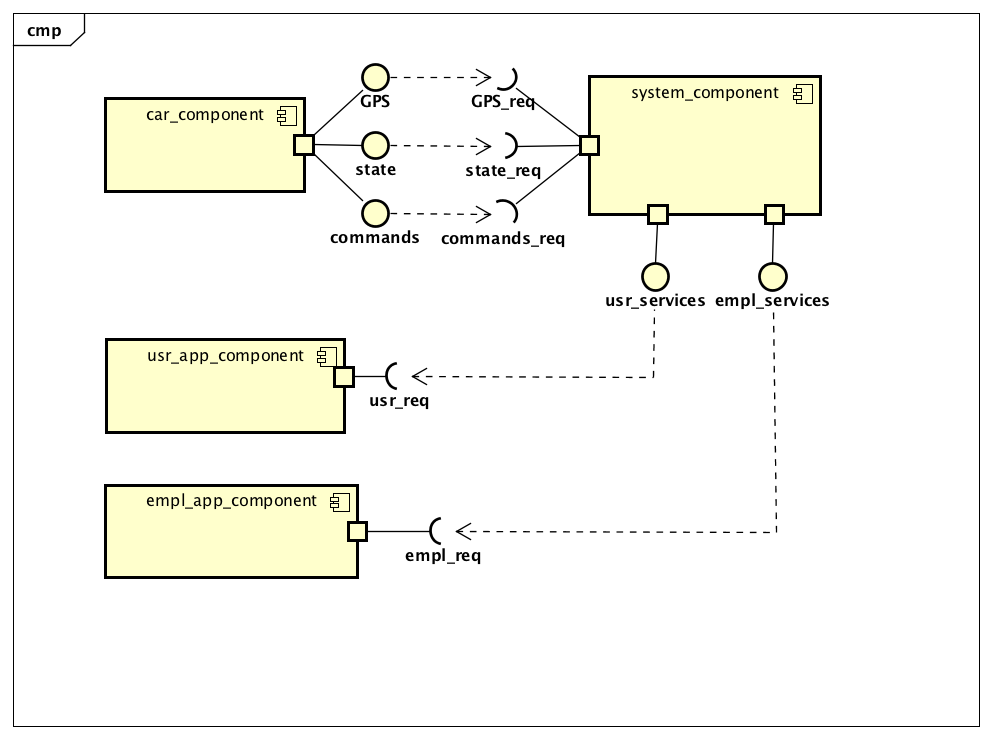 cmp
car_component
GPS
GPS_req
system_component
state
state_req
commands
commands_req
usr_services
empl_services
usr_app_component
usr_req
empl_app_component
empl_req